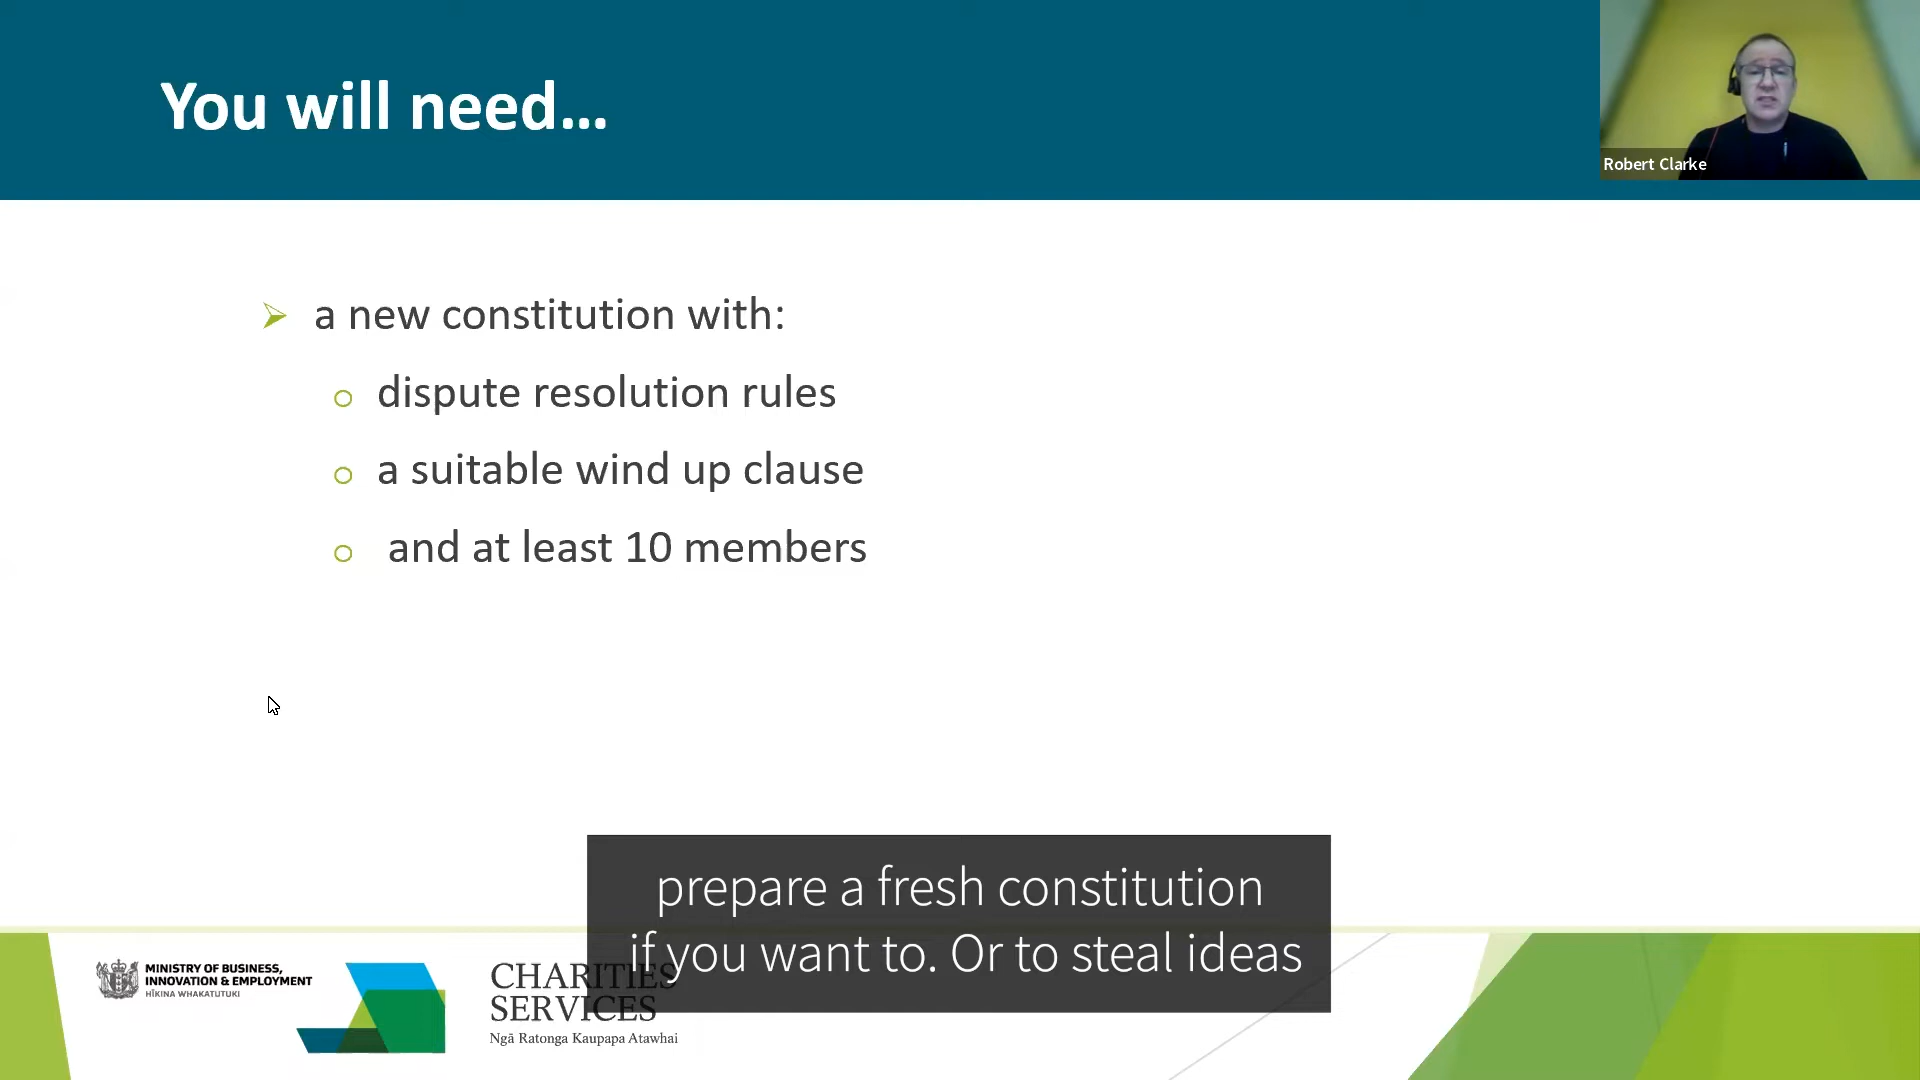 You will need...
Robert Clarke
a new constitution with:
dispute resolution rules
a suitable wind up clause
and at least 10 members
prepare a fresh constitution
if you want to. Or to steal ideas
MINISTRY OF BUSINESS,
INNOVATION & EMPLOYMENT
HĪKINA WHAKATUTUKI
CHARITIES
SERVICES
Ngā Ratonga Kaupapa Atawhai